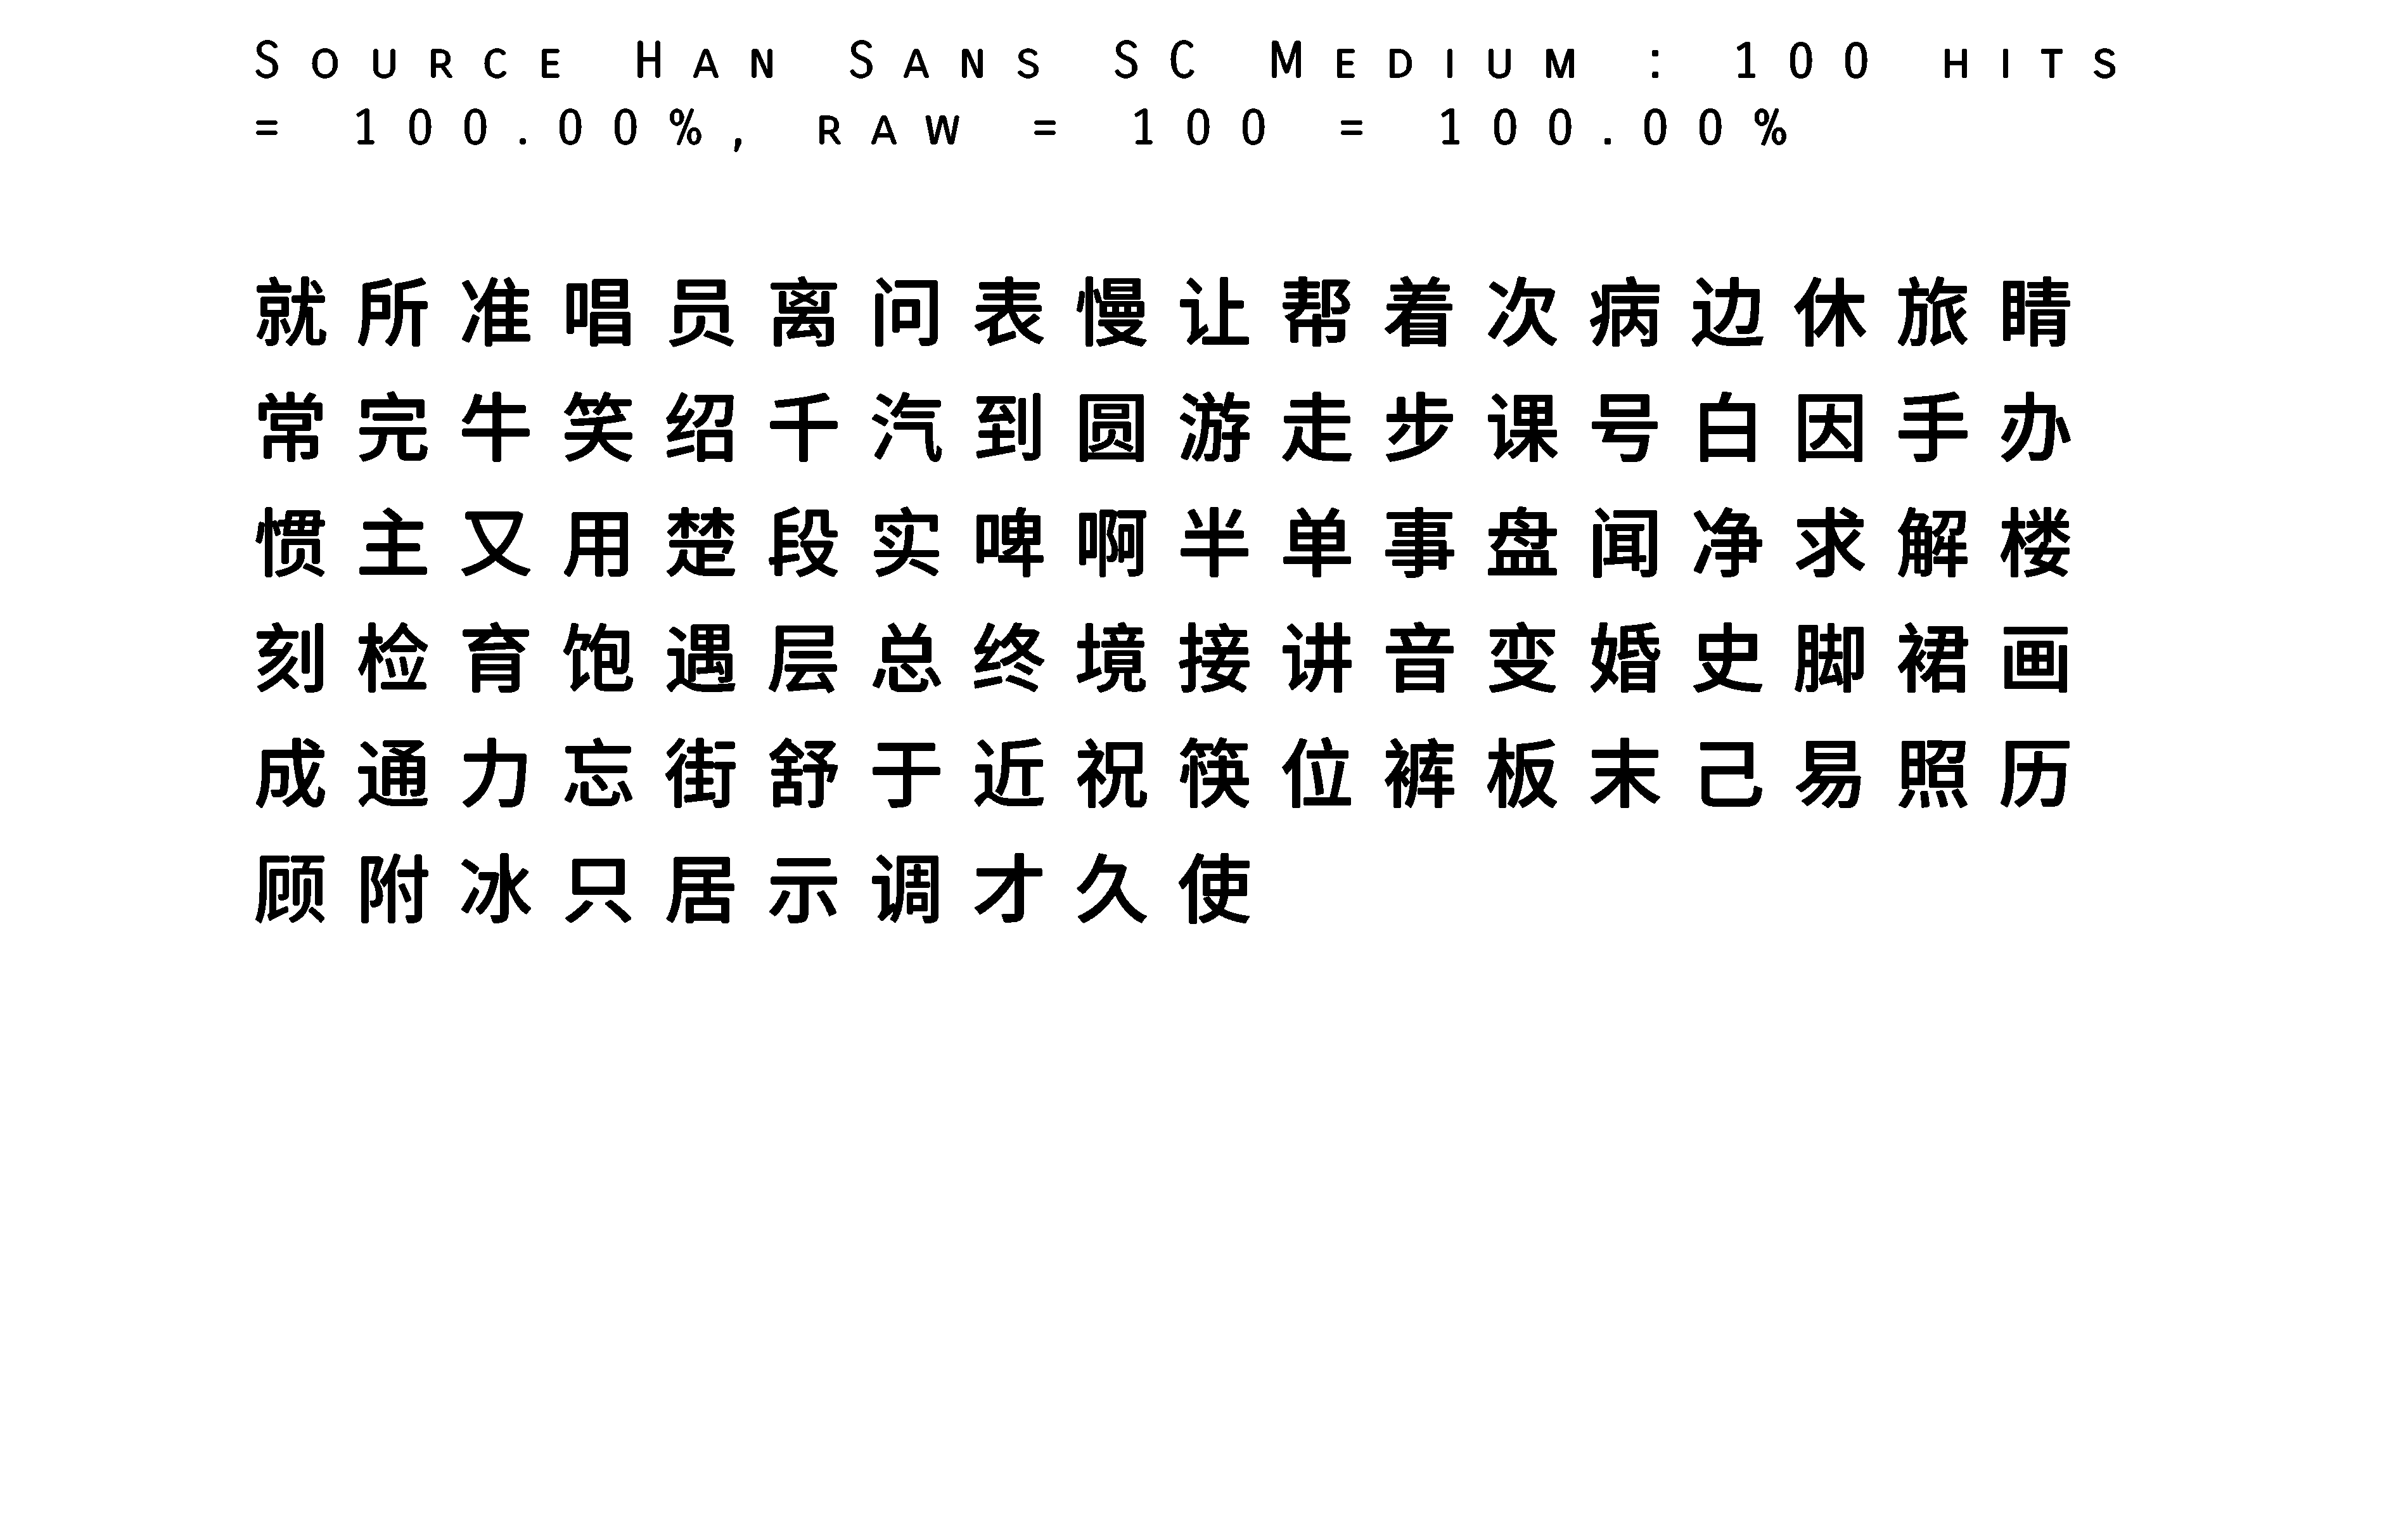 Source Han Sans SC Medium : 100 hits
= 100.00%, raw = 100 = 100.00%
就所准唱员离问表慢让帮着次病边休旅睛
常完牛笑绍千汽到圆游走步课号白因手办
惯主又用楚段实啤啊半单事盘闻净求解楼
刻检育饱遇层总终境接讲音变婚史脚裙画
成通力忘街舒于近祝筷位裤板末己易照历
顾附冰只居示调才久使